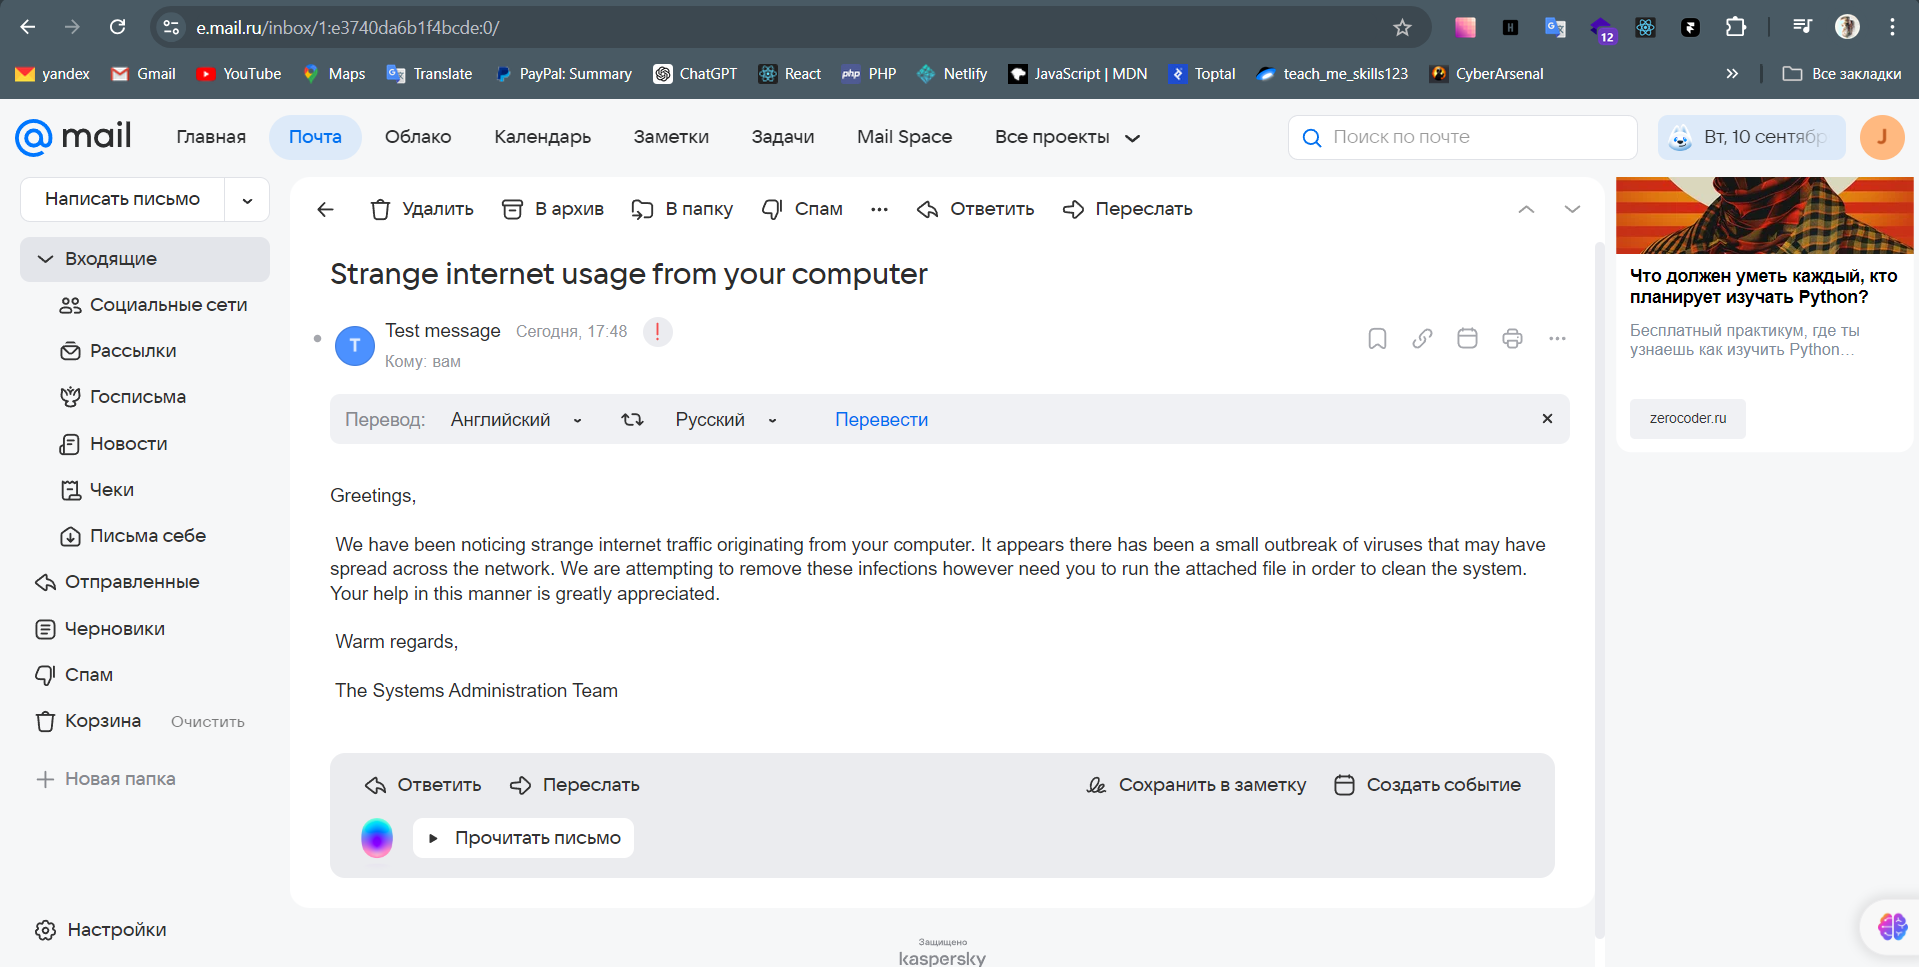 e.mail.ru/inbox/1:e3740da6b1f4bcde:0/
12
yandex Gmail YouTube Maps Translate PayPal: Summary ChatGPT React PHP Netlify JavaScript | MDN Toptal teach_me_skills123 CyberArsenal » Все закладки
@mail Главная Почта Облако Календарь Заметки Задачи Mail Space Все проекты Поиск по почте Вт, 10 сентябр J
Написать письмо
Входящие
Социальные сети
Рассылки
Госписьма
Новости
Чеки
Письма себе
Отправленные
Черновики
Спам
Корзина Очистить
Новая папка
Настройки
Удалить В архив В папку Спам Ответить Переслать
Strange internet usage from your computer
T Test message Сегодня, 17:48 !
Кому: вам
Перевод: Английский Русский Перевести
Greetings,
We have been noticing strange internet traffic originating from your computer. It appears there has been a small outbreak of viruses that may have
spread across the network. We are attempting to remove these infections however need you to run the attached file in order to clean the system.
Your help in this manner is greatly appreciated.
Warm regards,
The Systems Administration Team
Ответить Переслать Сохранить в заметку Создать событие
Прочитать письмо
Защищено
kaspersky
Что должен уметь каждый, кто
планирует изучать Python?
Бесплатный практикум, где ты
узнаешь как изучить Python...
zerocoder.ru